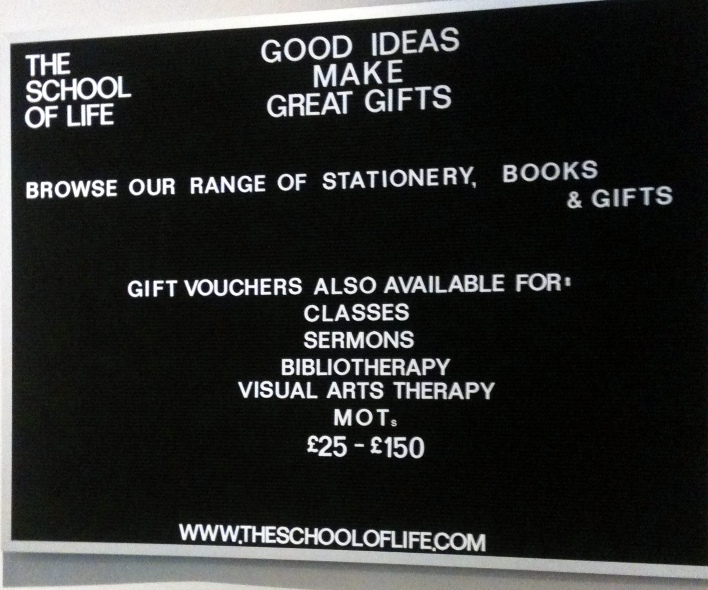 THE
SCHOOL
OF LIFE
GOOD IDEAS
MAKE
GREAT GIFTS
BROWSE OUR RANGE OF STATIONERY, BOOKS
& GIFTS
GIFT VOUCHERS ALSO AVAILABLE FOR:
CLASSES
SERMONS
BIBLIOTHERAPY
VISUAL ARTS THERAPY
MOTs
£25 - £150
WWW.THESCHOOLOFLIFE.COM